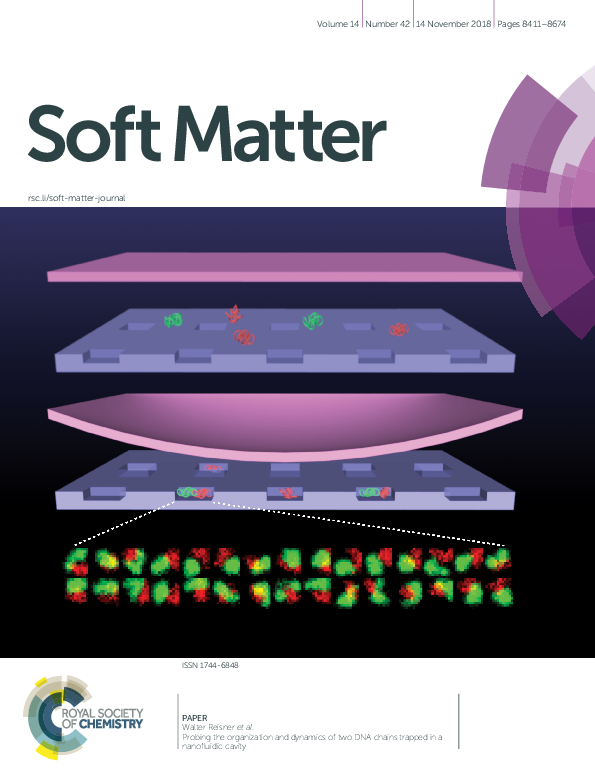 Volume 14 | Number 42 | 14 November 2018 | Pages 8411–8674
Soft Matter
rsc.li/soft-matter-journal
ISSN 1744-6848
ROYAL SOCIETY
OF CHEMISTRY
PAPER
Walter Reisner et al.
Probing the organization and dynamics of two DNA chains trapped in a
nanofluidic cavity